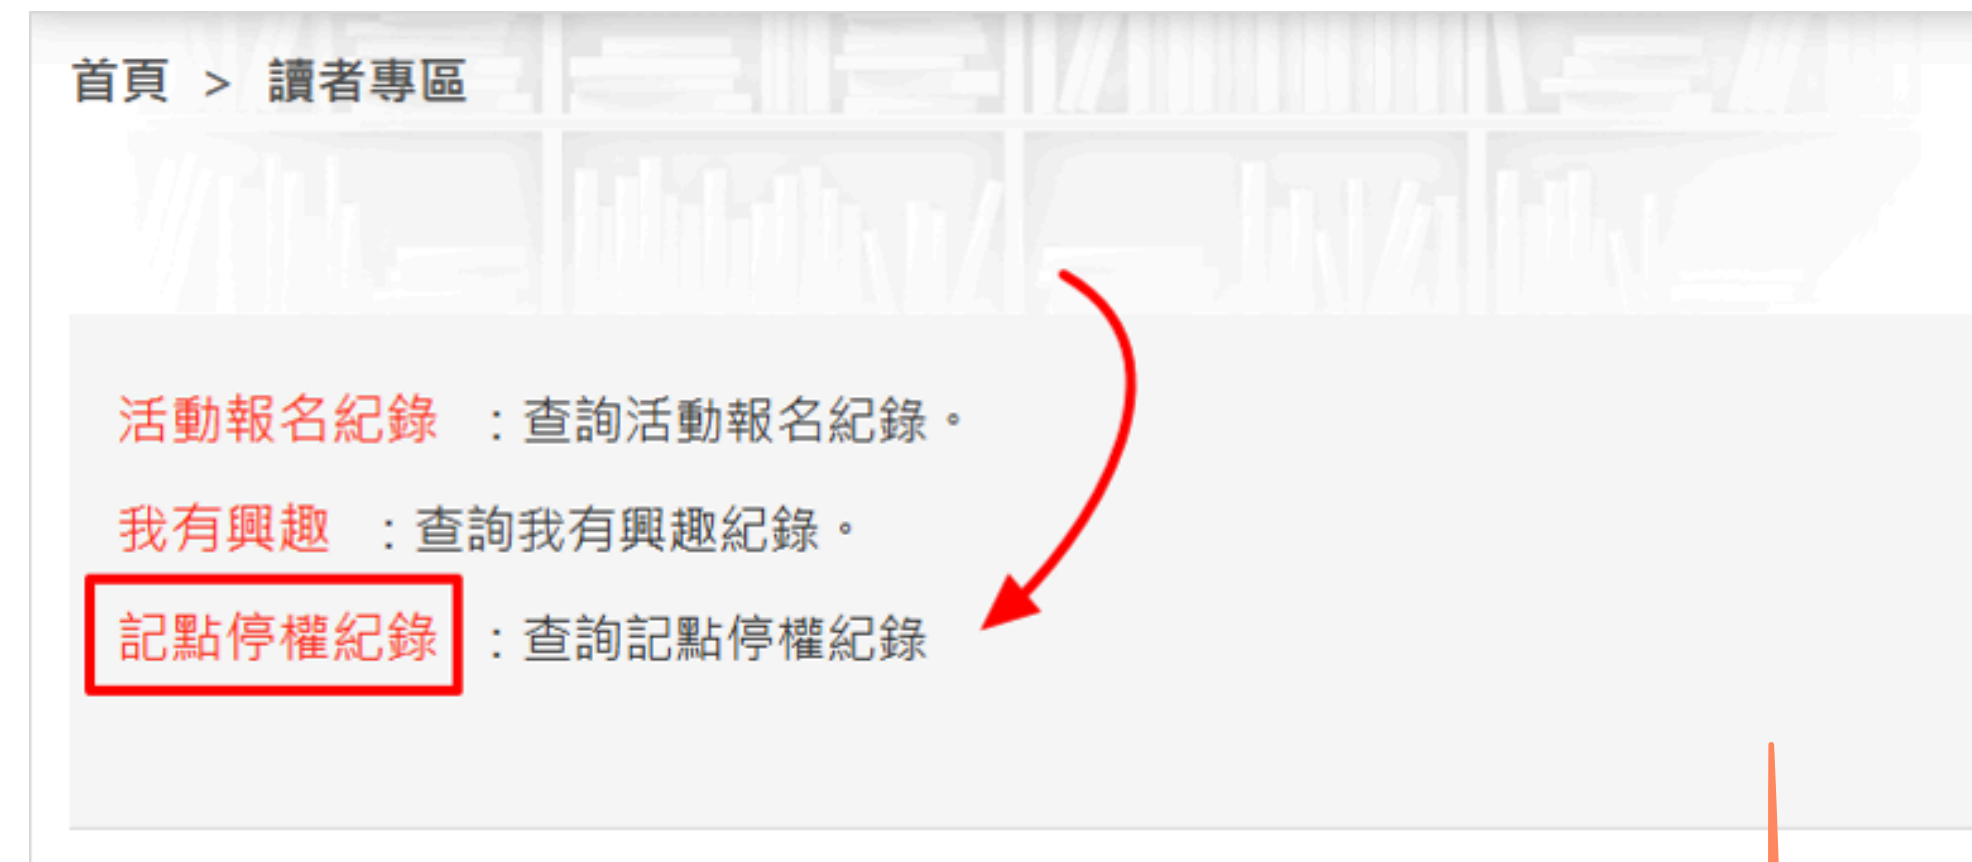 首頁 > 讀者專區
活動報名紀錄 ：查詢活動報名紀錄。
我有興趣 ：查詢我有興趣紀錄。
記點停權紀錄 ：查詢記點停權紀錄